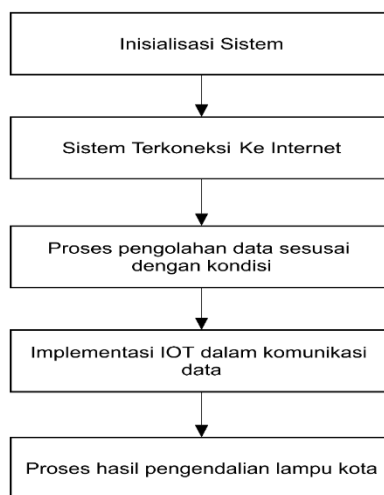 Inisialisasi Sistem
Sistem Terkoneksi Ke Internet
Proses pengolahan data sesusai
dengan kondisi
Implementasi IOT dalam komunikasi
data
Proses hasil pengendalian lampu kota